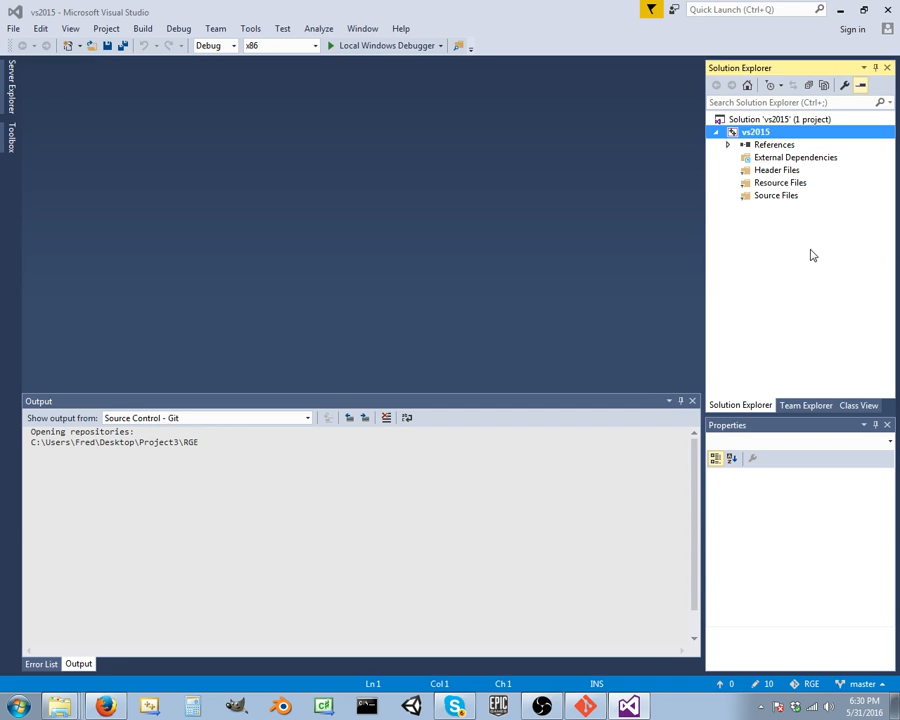 vs2015 - Microsoft Visual Studio
Quick Launch (Ctrl+;)
File Edit View Project Build Debug Team Tools Test Analyze Window Help
Sign in
Debug x86 Local Windows Debugger
Server Explorer
Toolbox
Solution Explorer
Search Solution Explorer (Ctrl+;)
Solution 'vs2015' (1 project)
vs2015
References
External Dependencies
Header Files
Resource Files
Source Files
Output
Show output from: Source Control - Git
Opening repositories:
C:\Users\Fred\Desktop\Project3\RGE
Solution Explorer Team Explorer Class View
Properties
Error List Output
Ln 1 Col 1 Ch 1 INS 0 10 RGE master
EPIC GAMES
6:30 PM
5/31/2016